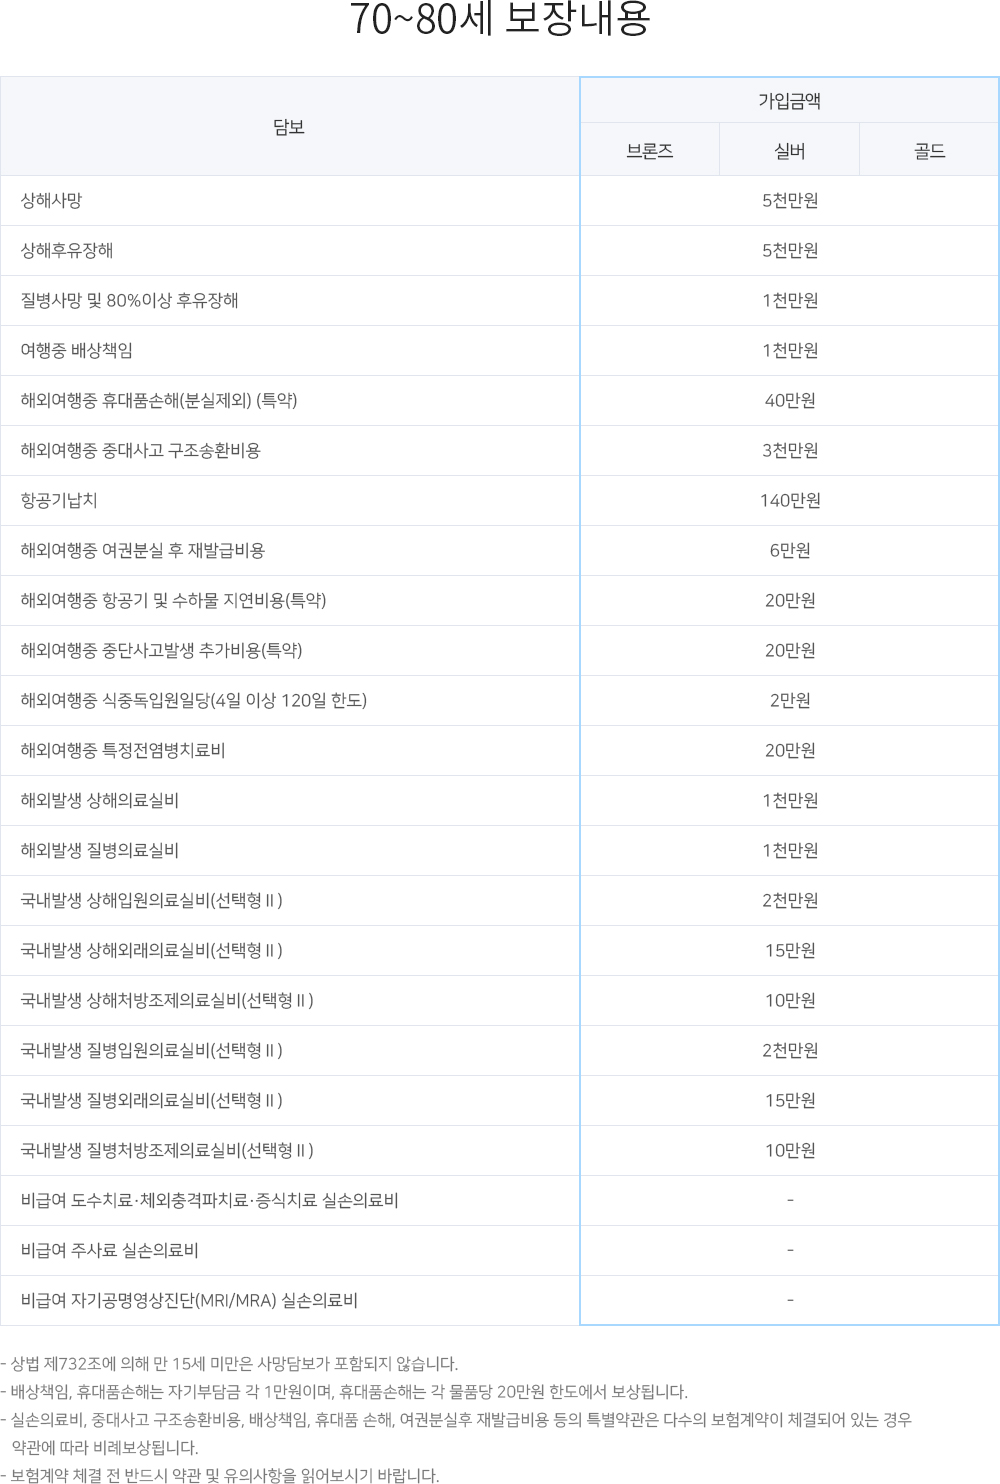 70~80세 보장내용
담보
가입금액
브론즈 실버 골드
상해사망 5천만원
상해후유장해 5천만원
질병사망 및 80%이상 후유장해 1천만원
여행중 배상책임 1천만원
해외여행중 휴대품손해(분실제외) (특약) 40만원
해외여행중 중대사고 구조송환비용 3천만원
항공기납치 140만원
해외여행중 여권분실 후 재발급비용 6만원
해외여행중 항공기 및 수하물 지연비용(특약) 20만원
해외여행중 중단사고발생 추가비용(특약) 20만원
해외여행중 식중독입원일당(4일 이상 120일 한도) 2만원
해외여행중 특정전염병치료비 20만원
해외발생 상해의료실비 1천만원
해외발생 질병의료실비 1천만원
국내발생 상해입원의료실비(선택형Ⅱ) 2천만원
국내발생 상해외래의료실비(선택형Ⅱ) 15만원
국내발생 상해처방조제의료실비(선택형Ⅱ) 10만원
국내발생 질병입원의료실비(선택형Ⅱ) 2천만원
국내발생 질병외래의료실비(선택형Ⅱ) 15만원
국내발생 질병처방조제의료실비(선택형Ⅱ) 10만원
비급여 도수치료·체외충격파치료·증식치료 실손의료비 -
비급여 주사료 실손의료비 -
비급여 자기공명영상진단(MRI/MRA) 실손의료비 -
- 상법 제732조에 의해 만 15세 미만은 사망담보가 포함되지 않습니다.
- 배상책임, 휴대품손해는 자기부담금 각 1만원이며, 휴대품손해는 각 물품당 20만원 한도에서 보상됩니다.
- 실손의료비, 중대사고 구조송환비용, 배상책임, 휴대품 손해, 여권분실후 재발급비용 등의 특별약관은 다수의 보험계약이 체결되어 있는 경우
약관에 따라 비례보상됩니다.
- 보험계약 체결 전 반드시 약관 및 유의사항을 읽어보시기 바랍니다.